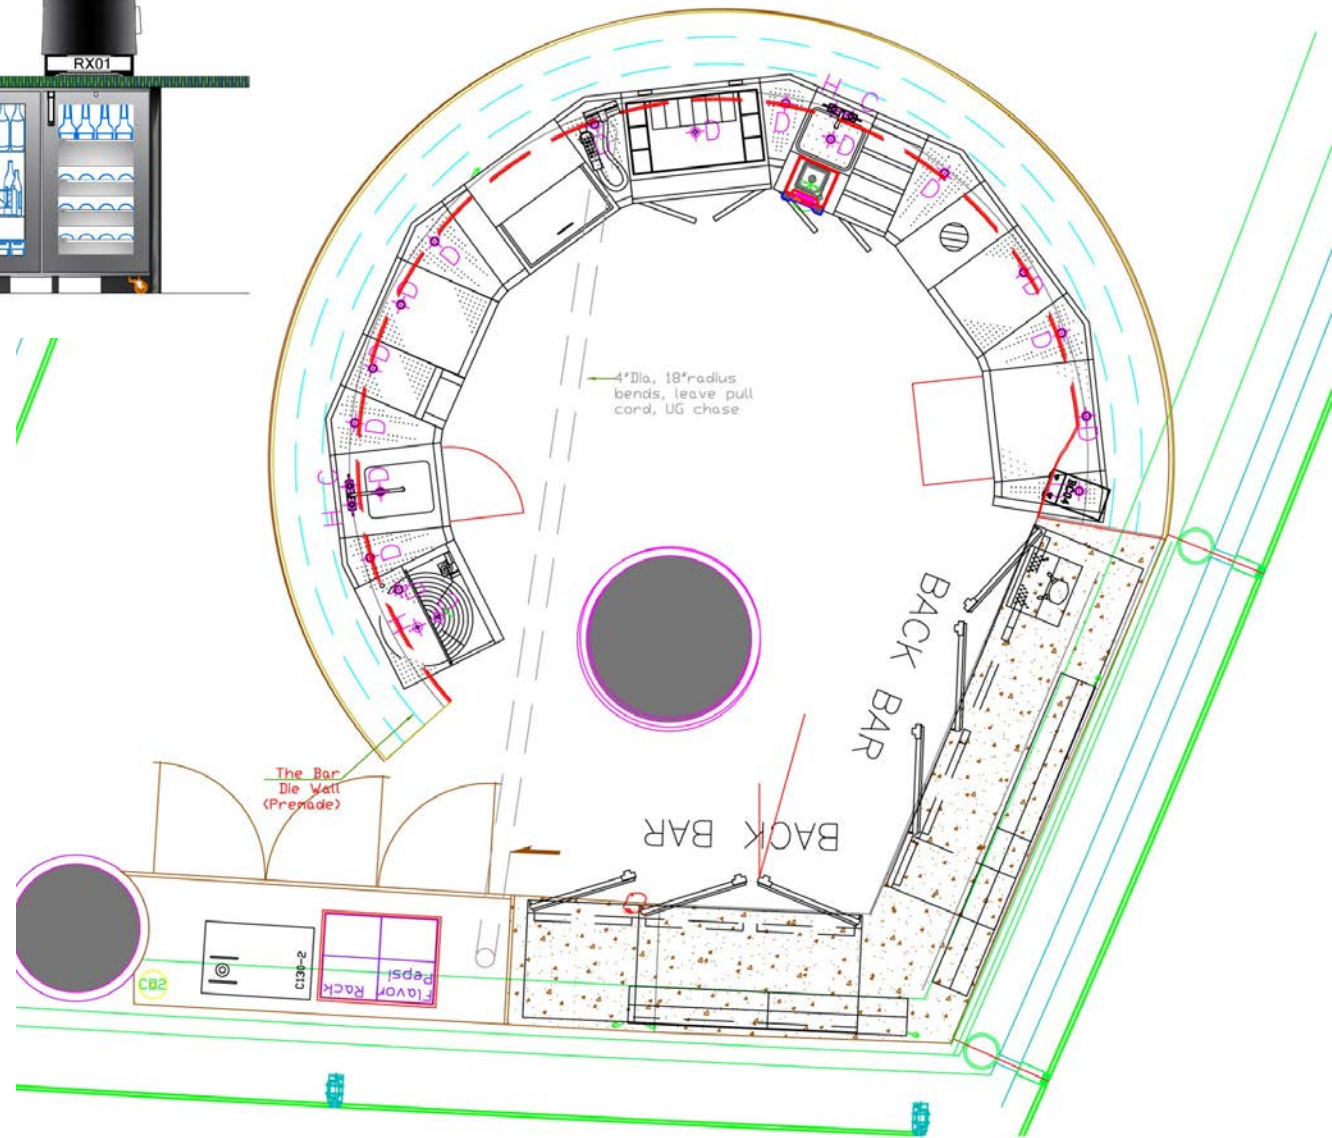 RX01
H C
D
D
D
D
D
D
D
D
D
D
D
D
D
C
H
D
D
4"Dia, 18"radius
bends, leave pull
cord, UG chase
BC04
BACK BAR
BACK BAR
The Bar
Die Wall
(Premade)
CB2
C130-2
Flavor Rack
Pepsi